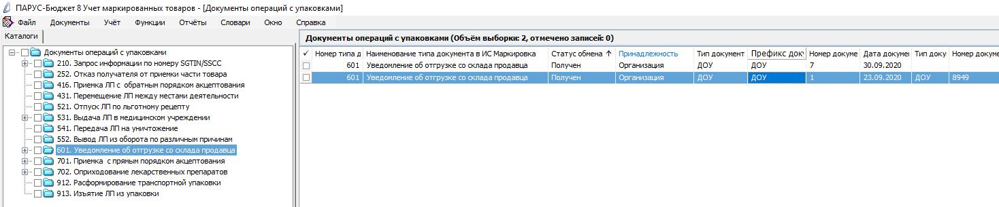 ПАРУС-Бюджет 8 Учет маркированных товаров - [Документы операций с упаковками]
Файл Документы Учёт Функции Отчёты Словари Окно Справка
Каталоги
Документы операций с упаковками
210. Запрос информации по номеру SGTIN/SSCC
252. Отказ получателя от приемки части товара
416. Приемка ЛП с обратным порядком акцептования
431. Перемещение ЛП между местами деятельности
521. Отпуск ЛП по льготному рецепту
531. Выдача ЛП в медицинском учреждении
541. Передача ЛП на уничтожение
552. Вывод ЛП из оборота по различным причинам
601. Уведомление об отгрузке со склада продавца
701. Приемка с прямым порядком акцептования
702. Оприходование лекарственных препаратов
912. Расформирование транспортной упаковки
913. Изъятие ЛП из упаковки
Документы операций с упаковками (Объём выборки: 2, отмечено записей: 0)
Номер типа д Наименование типа документа в ИС Маркировка Статус обмена Принадлежность Тип документ Префикс доку Номер докуме Дата докумен Тип докум Номер докуме
601 Уведомление об отгрузке со склада продавца Получен Организация ДОУ ДОУ 7 30.09.2020
601 Уведомление об отгрузке со склада продавца Получен Организация ДОУ ДОУ 1 23.09.2020 ДОУ 8949